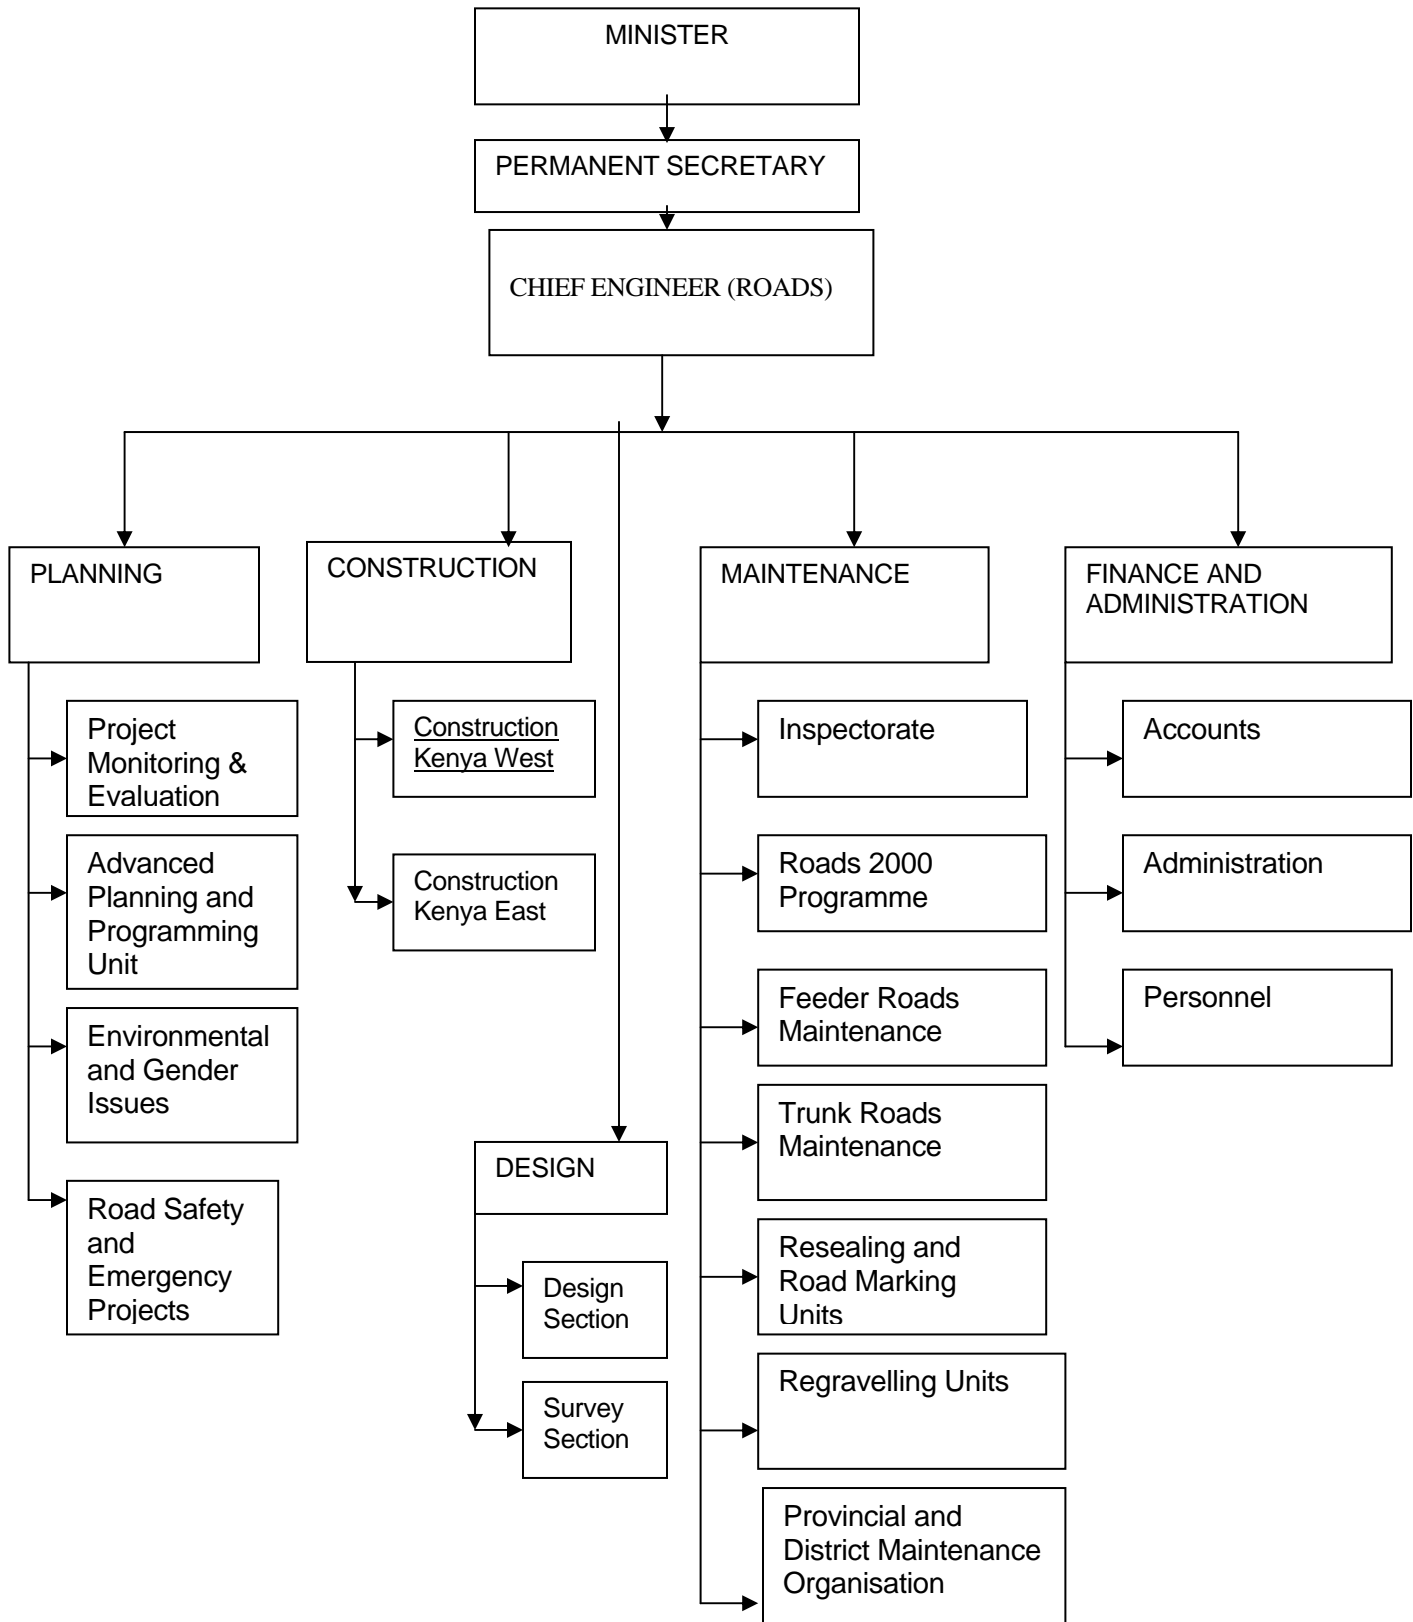 MINISTER
PERMANENT SECRETARY
CHIEF ENGINEER (ROADS)
PLANNING
Project
Monitoring &
Evaluation
Advanced
Planning and
Programming
Unit
Environmental
and Gender
Issues
Road Safety
and
Emergency
Projects
CONSTRUCTION
Construction
Kenya West
Construction
Kenya East
DESIGN
Design
Section
Survey
Section
MAINTENANCE
Inspectorate
Roads 2000
Programme
Feeder Roads
Maintenance
Trunk Roads
Maintenance
Resealing and
Road Marking
Units
Regravelling Units
Provincial and
District Maintenance
Organisation
FINANCE AND
ADMINISTRATION
Accounts
Administration
Personnel